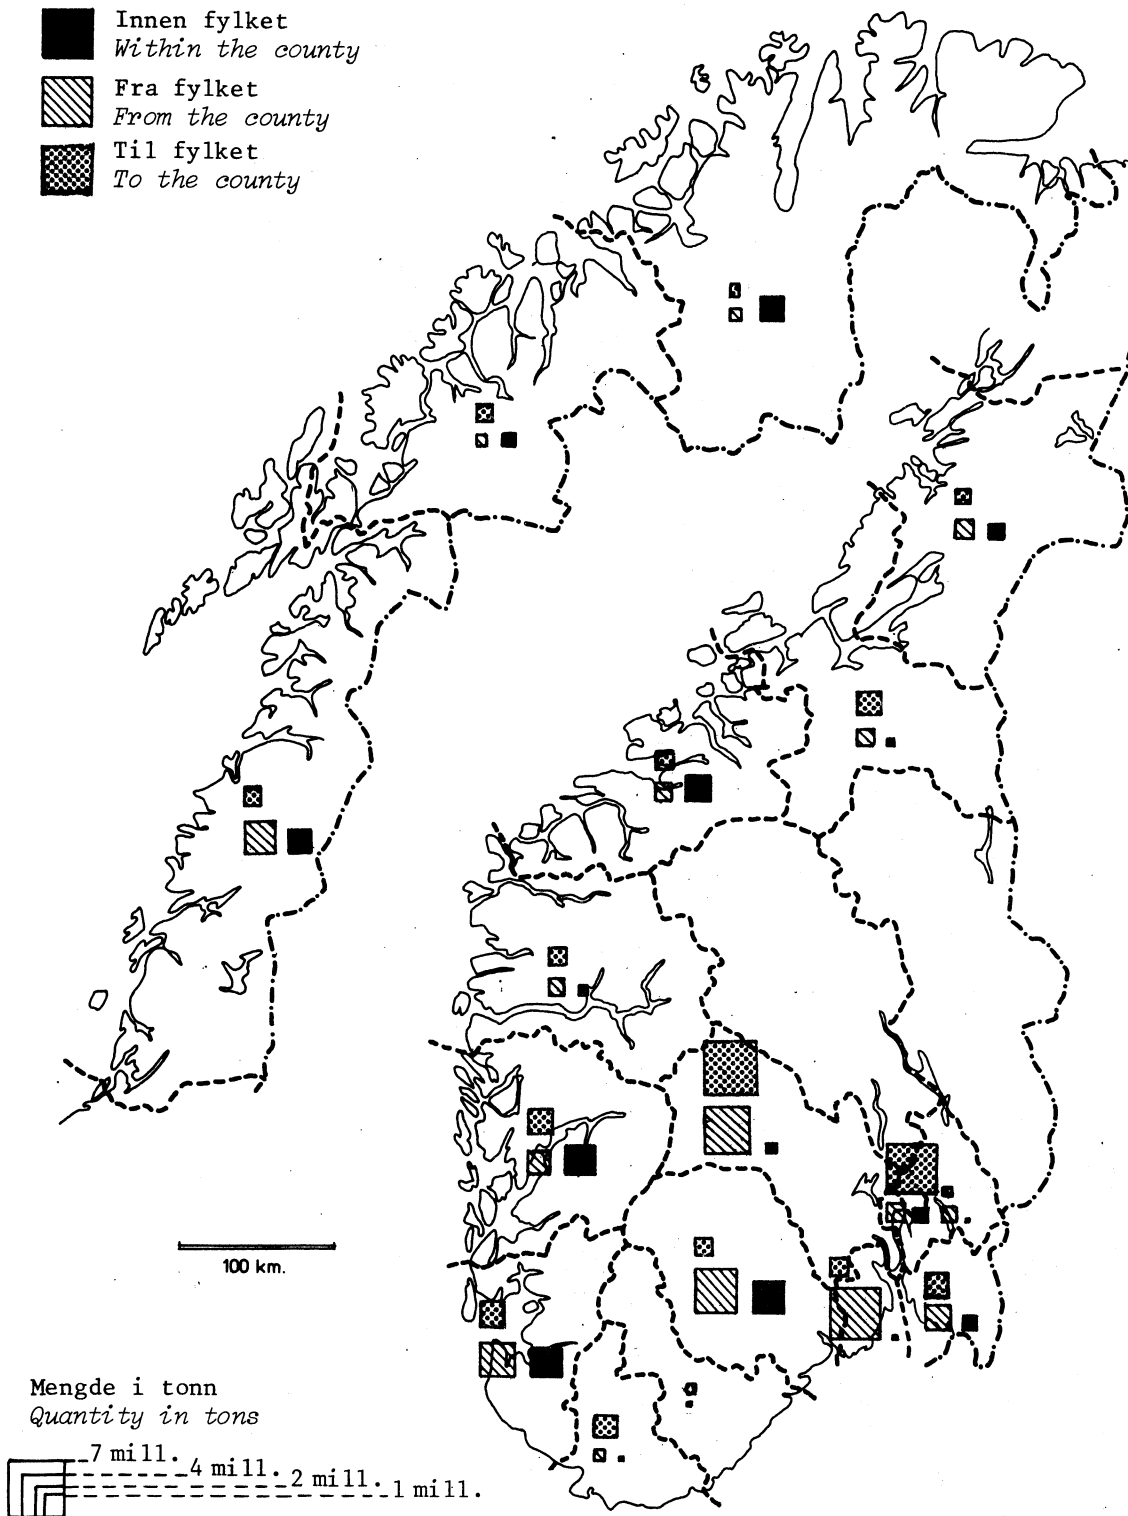 Innen fylket
Within the county
Fra fylket
From the county
Til fylket
To the county
100 km.
Mengde i tonn
Quantity in tons
7 mill.
4 mill.
2 mill.
1 mill.